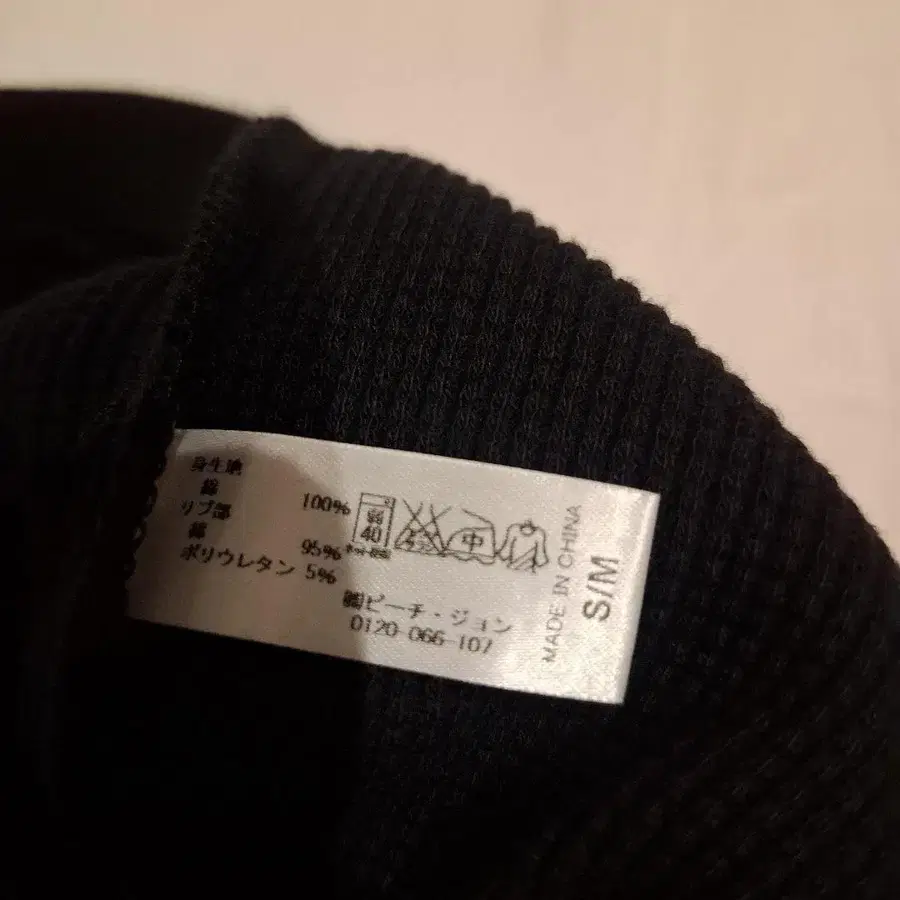 身生地
綿 100%
リブ部
綿 95%
ポリウレタン 5%
弱
40
中
㈱ピーチ・ジョン
0120-066-107
MADE IN CHINA
S/M